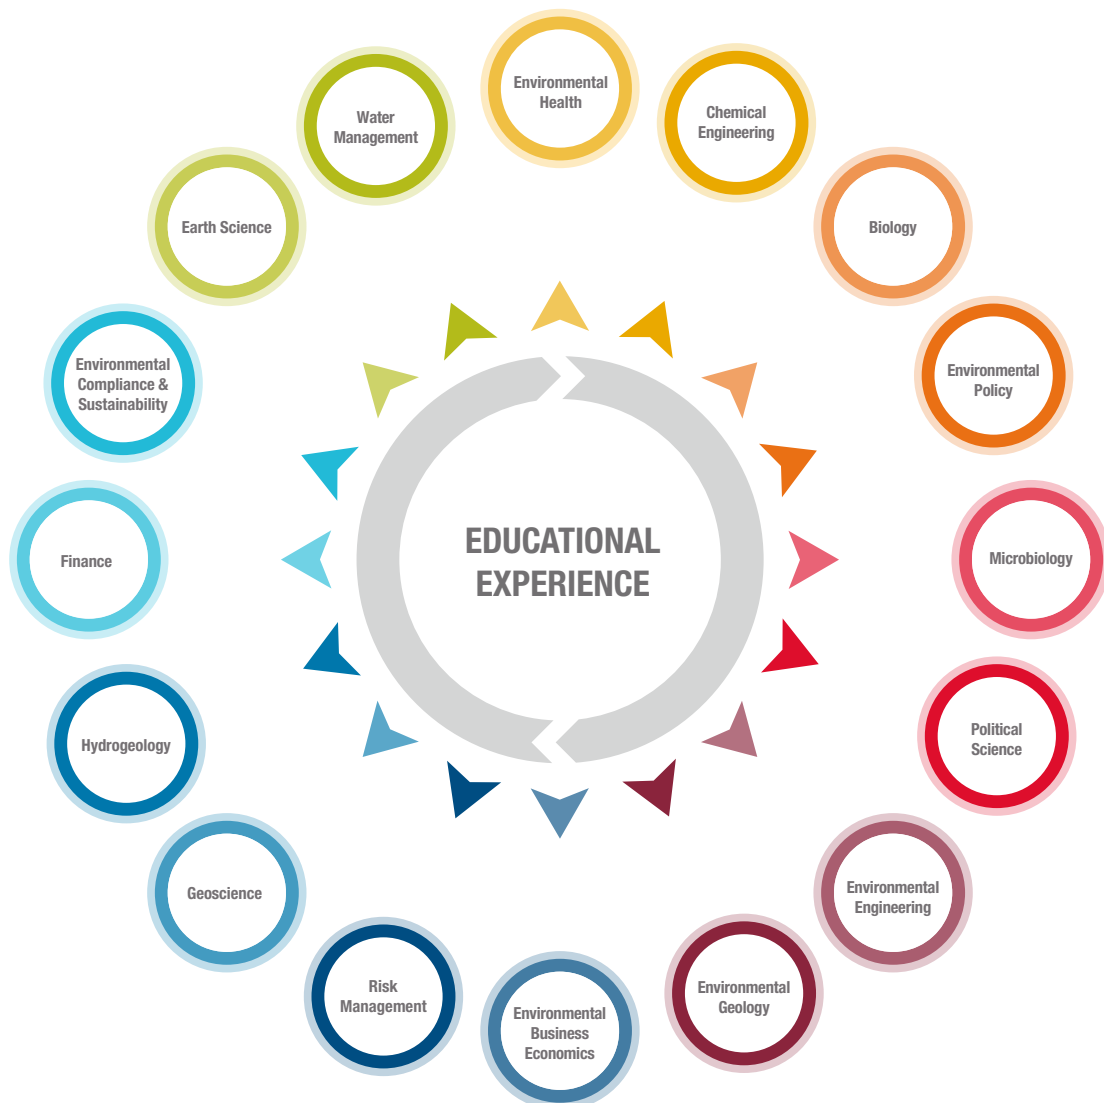 Environmental
Health
Chemical
Engineering
Biology
Environmental
Policy
Microbiology
Political
Science
Environmental
Engineering
Environmental
Geology
Environmental
Business
Economics
Risk
Management
Geoscience
Hydrogeology
Finance
Environmental
Compliance &
Sustainability
Earth Science
Water
Management
EDUCATIONAL
EXPERIENCE